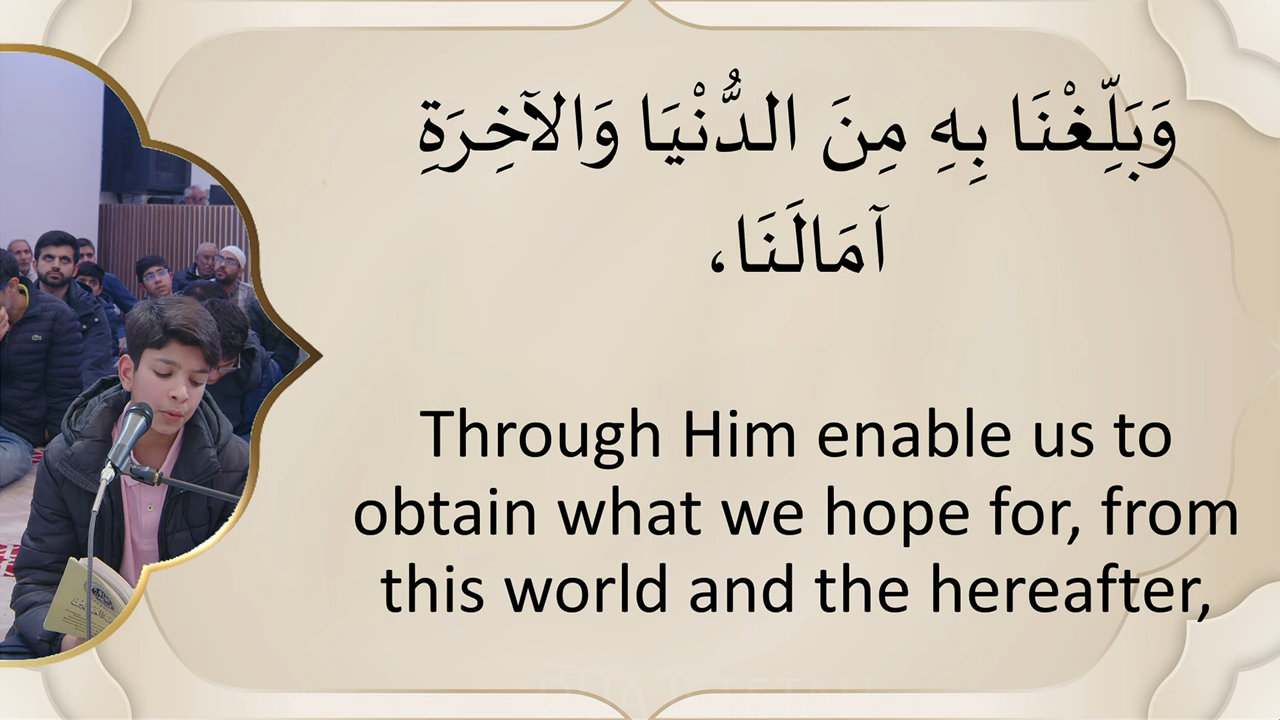 وَبَلِّغْنَا بِهِ مِنَ الدُّنْيَا وَالآخِرَةِ
آمَالَنَا،
Through Him enable us to
obtain what we hope for, from
this world and the hereafter,